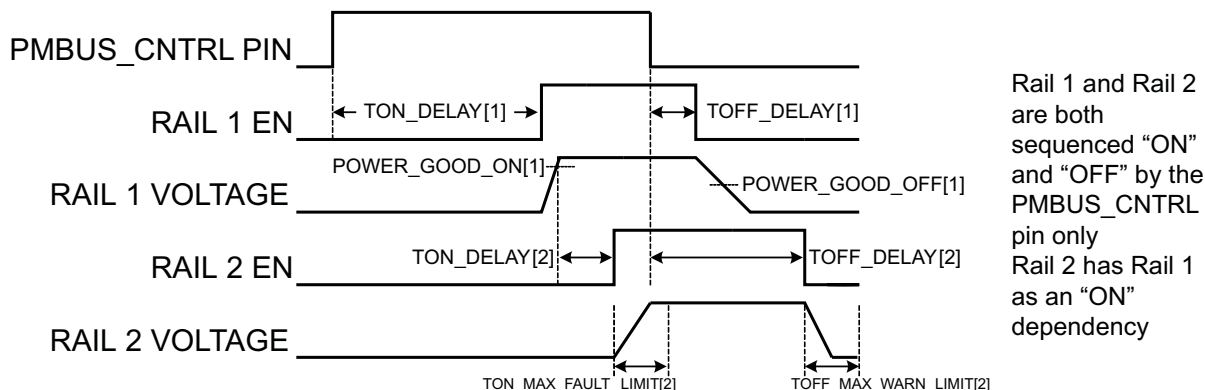 PMBUS_CNTRL PIN
TON_DELAY[1]
TOFF_DELAY[1]
RAIL 1 EN
POWER_GOOD_ON[1]
POWER_GOOD_OFF[1]
RAIL 1 VOLTAGE
TON_DELAY[2]
TOFF_DELAY[2]
RAIL 2 EN
RAIL 2 VOLTAGE
TON_MAX_FAULT_LIMIT[2]
TOFF_MAX_WARN_LIMIT[2]
Rail 1 and Rail 2
are both
sequenced “ON”
and “OFF” by the
PMBUS_CNTRL
pin only
Rail 2 has Rail 1
as an “ON”
dependency